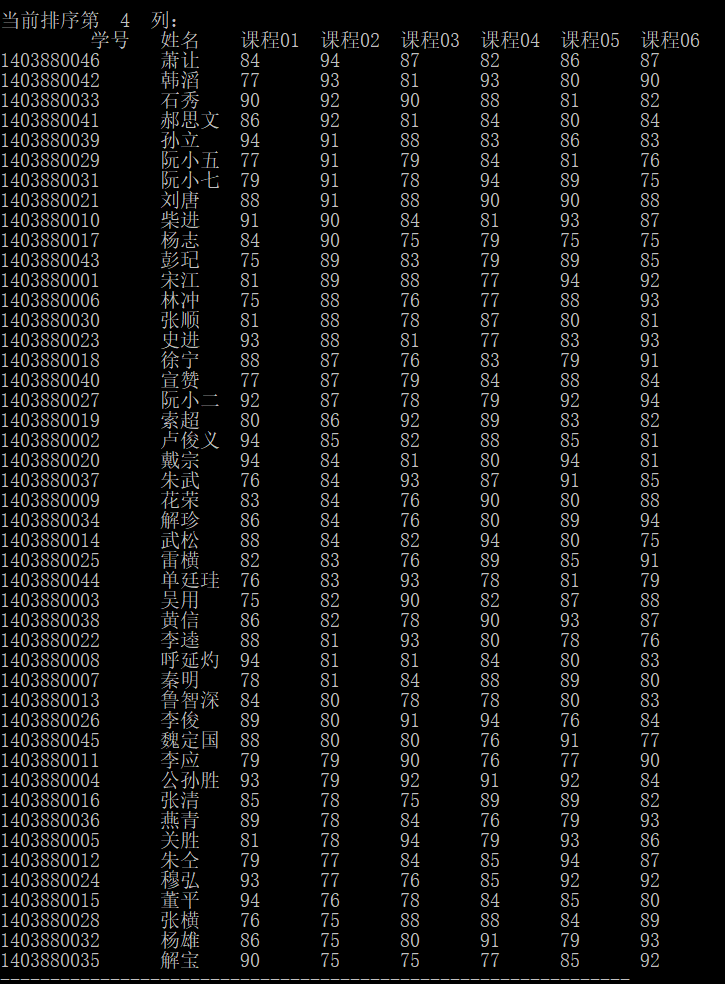 当前排序第 4 列:
学号 姓名 课程01 课程02 课程03 课程04 课程05 课程06
1403880046 萧让 84 94 87 82 86 87
1403880042 韩滔 77 93 81 93 80 90
1403880033 石秀 90 92 90 88 81 82
1403880041 郝思文 86 92 81 84 80 84
1403880039 孙立 94 91 88 83 86 83
1403880029 阮小五 77 91 79 84 81 76
1403880031 阮小七 79 91 78 94 89 75
1403880021 刘唐 88 91 88 90 90 88
1403880010 柴进 91 90 84 81 93 87
1403880017 杨志 84 90 75 79 75 75
1403880043 彭玘 75 89 83 79 89 85
1403880001 宋江 81 89 88 77 94 92
1403880006 林冲 75 88 76 77 88 93
1403880030 张顺 81 88 78 87 80 81
1403880023 史进 93 88 81 77 83 93
1403880018 徐宁 88 87 76 83 79 91
1403880040 宣赞 77 87 79 84 88 84
1403880027 阮小二 92 87 78 79 92 94
1403880019 索超 80 86 92 89 83 82
1403880002 卢俊义 94 85 82 88 85 81
1403880020 戴宗 94 84 81 80 94 81
1403880037 朱武 76 84 93 87 91 85
1403880009 花荣 83 84 76 90 80 88
1403880034 解珍 86 84 76 80 89 94
1403880014 武松 88 84 82 94 80 75
1403880025 雷横 82 83 76 89 85 91
1403880044 单廷珪 76 83 93 78 81 79
1403880003 吴用 75 82 90 82 87 88
1403880038 黄信 86 82 78 90 93 87
1403880022 李逵 88 81 93 80 78 76
1403880008 呼延灼 94 81 81 84 80 83
1403880007 秦明 78 81 84 88 89 80
1403880013 鲁智深 84 80 78 78 80 83
1403880026 李俊 89 80 91 94 76 84
1403880045 魏定国 88 80 80 76 91 77
1403880011 李应 79 79 90 76 77 90
1403880004 公孙胜 93 79 92 91 92 84
1403880016 张清 85 78 75 89 89 82
1403880036 燕青 89 78 84 76 79 93
1403880005 关胜 81 78 94 79 93 86
1403880012 朱仝 79 77 84 85 94 87
1403880024 穆弘 93 77 76 85 92 92
1403880015 董平 94 76 78 84 85 80
1403880028 张横 76 75 88 88 84 89
1403880032 杨雄 86 75 80 91 79 93
1403880035 解宝 90 75 75 77 85 92
---------------------------------------------------------------